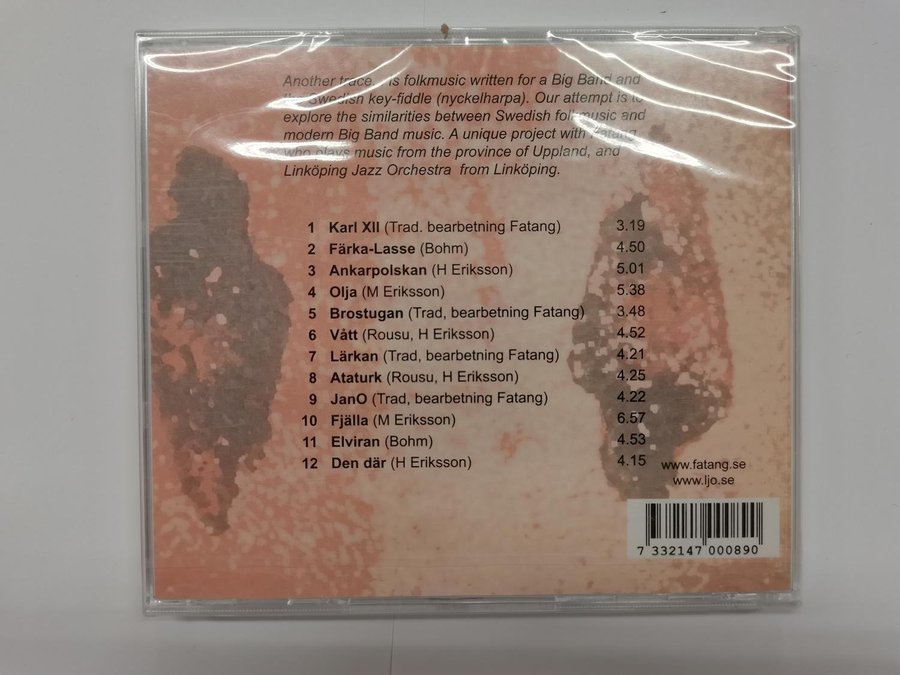 Another trace... is folkmusic written for a Big Band and
the Swedish key-fiddle (nyckelharpa). Our attempt is to
explore the similarities between Swedish folkmusic and
modern Big Band music. A unique project with Fatang
who plays music from the province of Uppland, and
Linköping Jazz Orchestra from Linköping.
1 Karl XII (Trad. bearbetning Fatang) 3.19
2 Färka-Lasse (Bohm) 4.50
3 Ankarpolskan (H Eriksson) 5.01
4 Olja (M Eriksson) 5.38
5 Brostugan (Trad, bearbetning Fatang) 3.48
6 Vått (Rousu, H Eriksson) 4.52
7 Lärkan (Trad, bearbetning Fatang) 4.21
8 Ataturk (Rousu, H Eriksson) 4.25
9 JanO (Trad, bearbetning Fatang) 4.22
10 Fjälla (M Eriksson) 6.57
11 Elviran (Bohm) 4.53
12 Den där (H Eriksson) 4.15
www.fatang.se
www.ljo.se
7 332147 000890